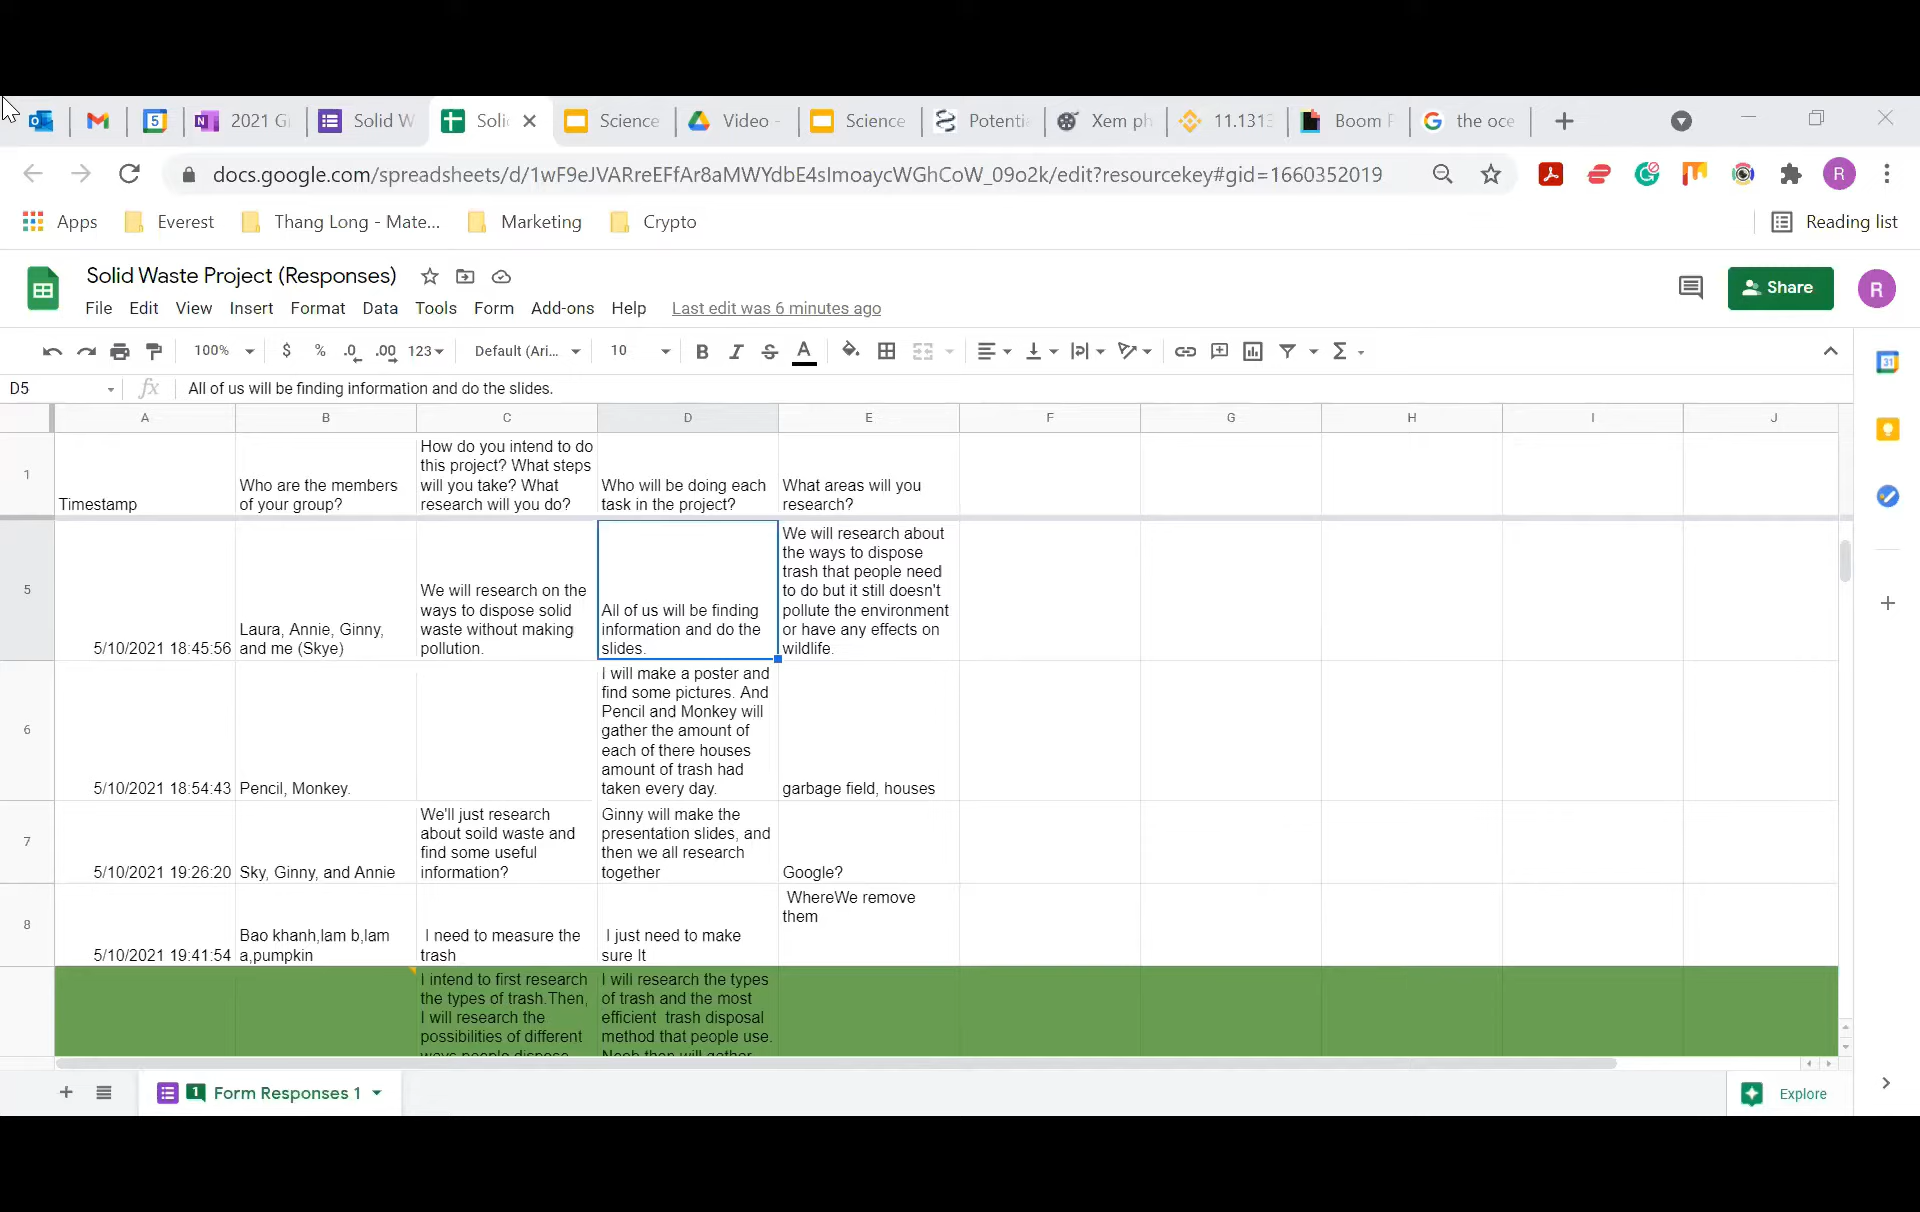 2021 Gi
Solid W
Soli
Science
Video -
Science
Potentia
Xem ph
11.1313
Boom F
the oce
docs.google.com/spreadsheets/d/1wF9eJVARreEFfAr8aMWYdbE4sImoaycWGhCoW_09o2k/edit?resourcekey#gid=1660352019
R
Apps
Everest
Thang Long - Mate...
Marketing
Crypto
Reading list
Solid Waste Project (Responses)
File Edit View Insert Format Data Tools Form Add-ons Help Last edit was 6 minutes ago
Share
R
100% $ % .0 .00 123 Default (Ari... 10 B I S A
D5 fx All of us will be finding information and do the slides.
A B C D E F G H I J
1
Timestamp
Who are the members
of your group?
How do you intend to do
this project? What steps
will you take? What
research will you do?
Who will be doing each
task in the project?
What areas will you
research?
5
5/10/2021 18:45:56
Laura, Annie, Ginny,
and me (Skye)
We will research on the
ways to dispose solid
waste without making
pollution.
All of us will be finding
information and do the
slides.
We will research about
the ways to dispose
trash that people need
to do but it still doesn't
pollute the environment
or have any effects on
wildlife.
6
5/10/2021 18:54:43
Pencil, Monkey.
I will make a poster and
find some pictures. And
Pencil and Monkey will
gather the amount of
each of there houses
amount of trash had
taken every day.
garbage field, houses
7
5/10/2021 19:26:20
Sky, Ginny, and Annie
We'll just research
about soild waste and
find some useful
information?
Ginny will make the
presentation slides, and
then we all research
together
Google?
8
5/10/2021 19:41:54
Bao khanh,lam b,lam
a,pumpkin
I need to measure the
trash
I just need to make
sure It
WhereWe remove
them
I intend to first research
the types of trash.Then,
I will research the
possibilities of different
ways people dispose
I will research the types
of trash and the most
efficient trash disposal
method that people use.
Noob then will gather
1 Form Responses 1
Explore